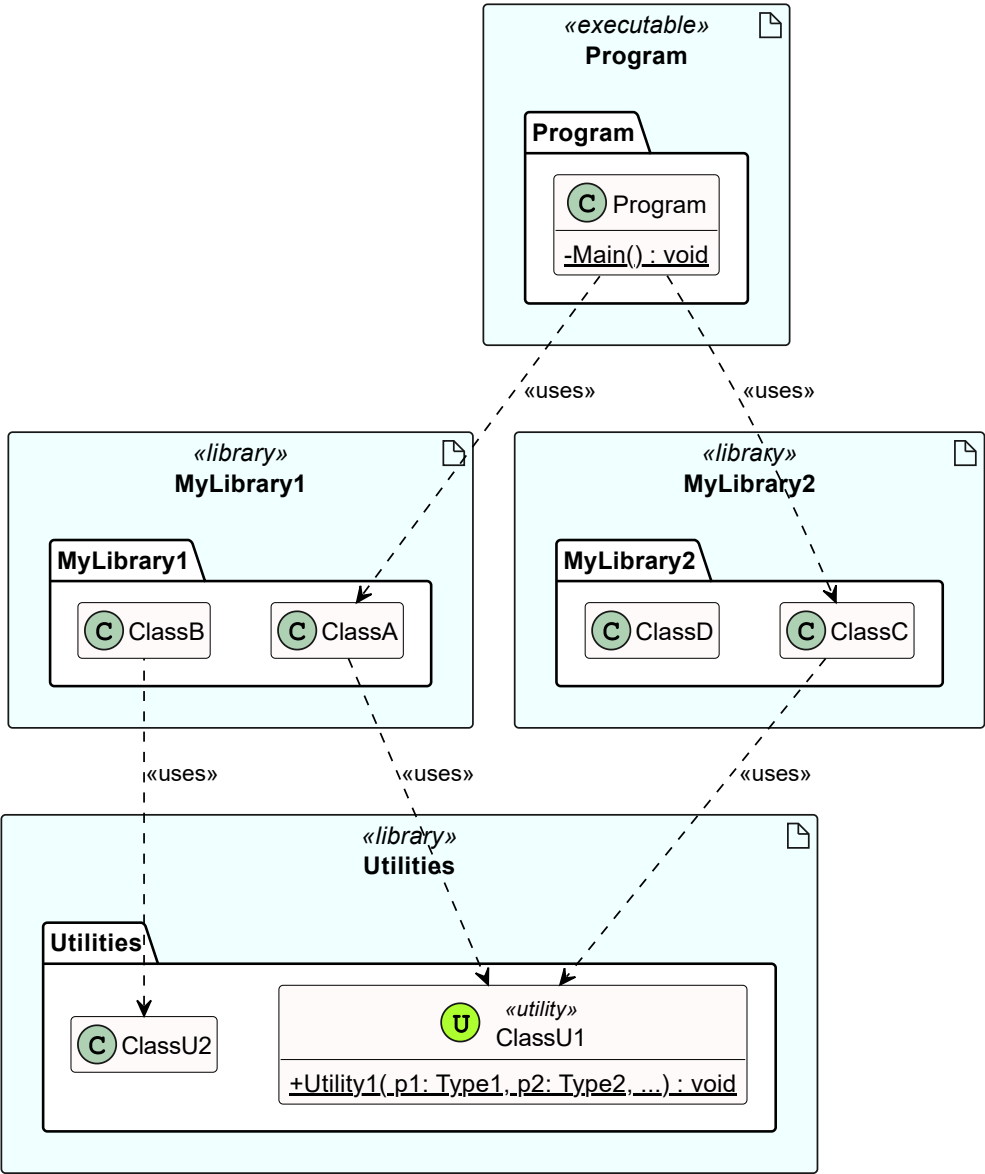 «executable»
Program
Program
C Program
-Main() : void
«uses»
«uses»
«library»
MyLibrary1
MyLibrary1
C ClassB
C ClassA
«library»
MyLibrary2
MyLibrary2
C ClassD
C ClassC
«uses»
«uses»
«uses»
«library»
Utilities
Utilities
C ClassU2
U «utility»
ClassU1
+Utility1( p1: Type1, p2: Type2, ...) : void